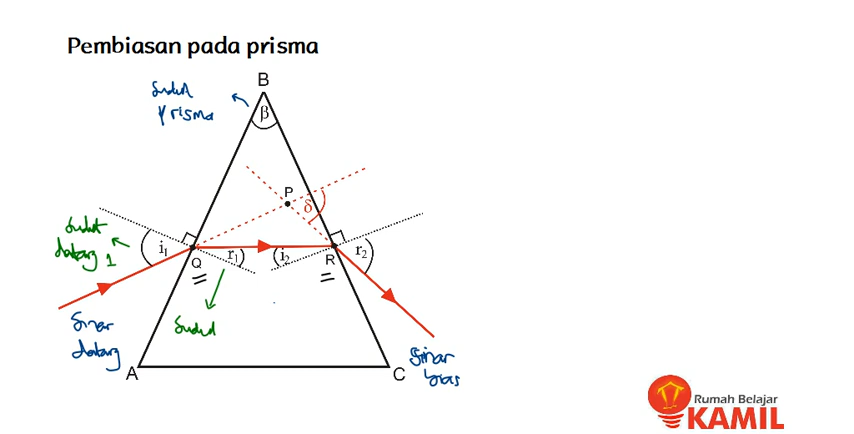 Pembiasan pada prisma
B
Sudut
Prisma
β
P
δ
Sudut
datang 1
i₁
Q
r₁
i₂
R
r₂
=
=
Sinar
datang
Sudut
Sinar
bias
A
C
Rumah Belajar
KAMIL